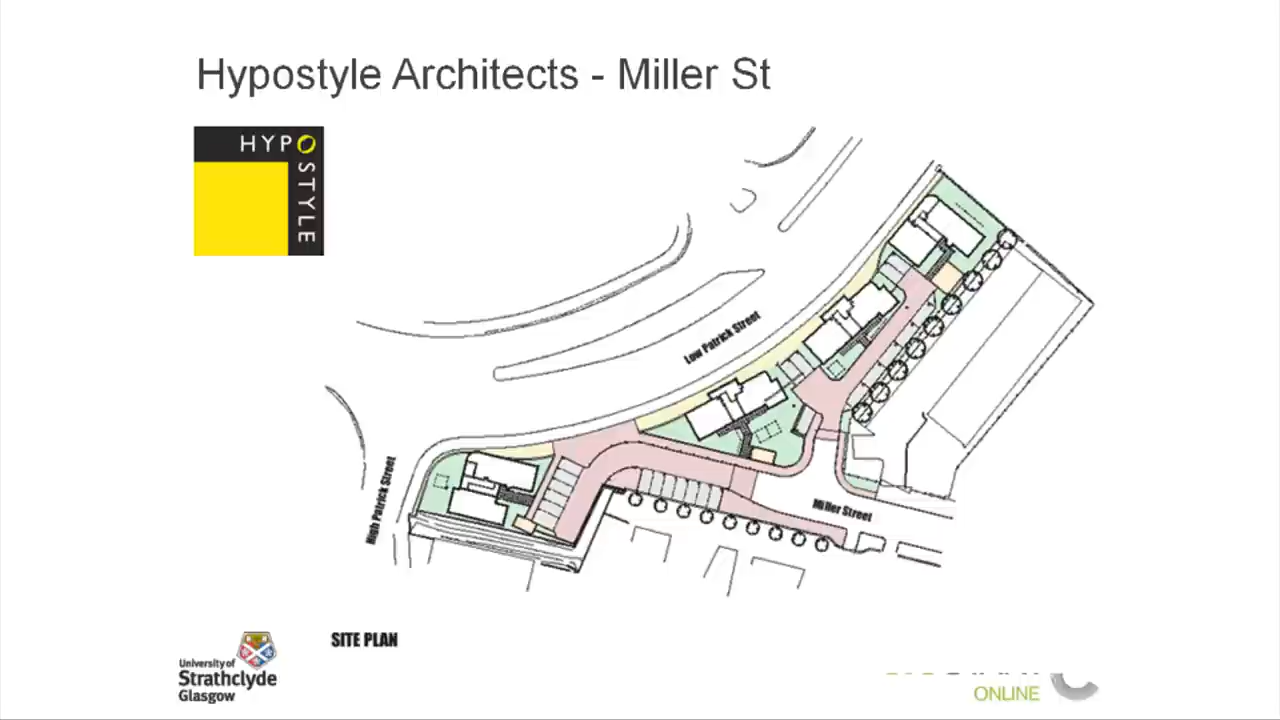 Hypostyle Architects - Miller St
HYPO
STYLE
Low Patrick Street
High Patrick Street
Miller Street
SITE PLAN
University of
Strathclyde
Glasgow
ONLINE